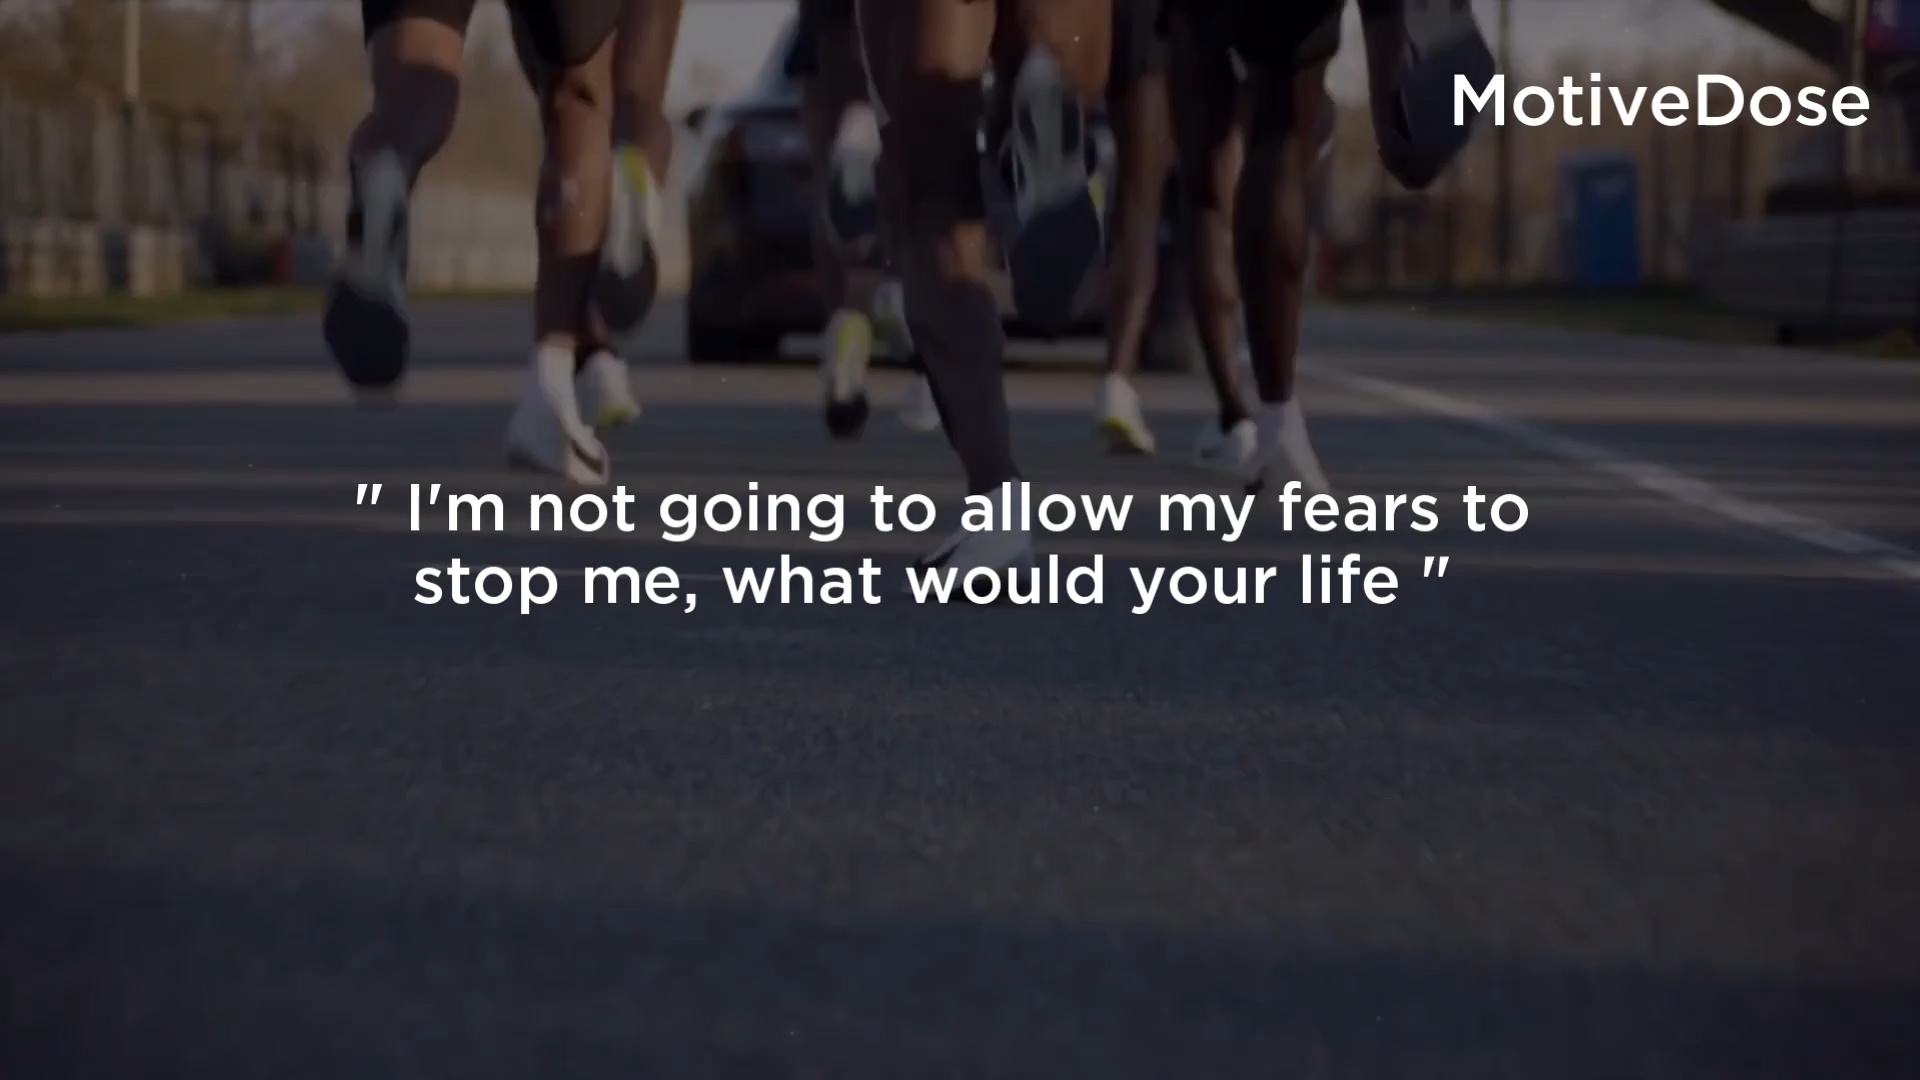 MotiveDose
" I'm not going to allow my fears to
stop me, what would your life "